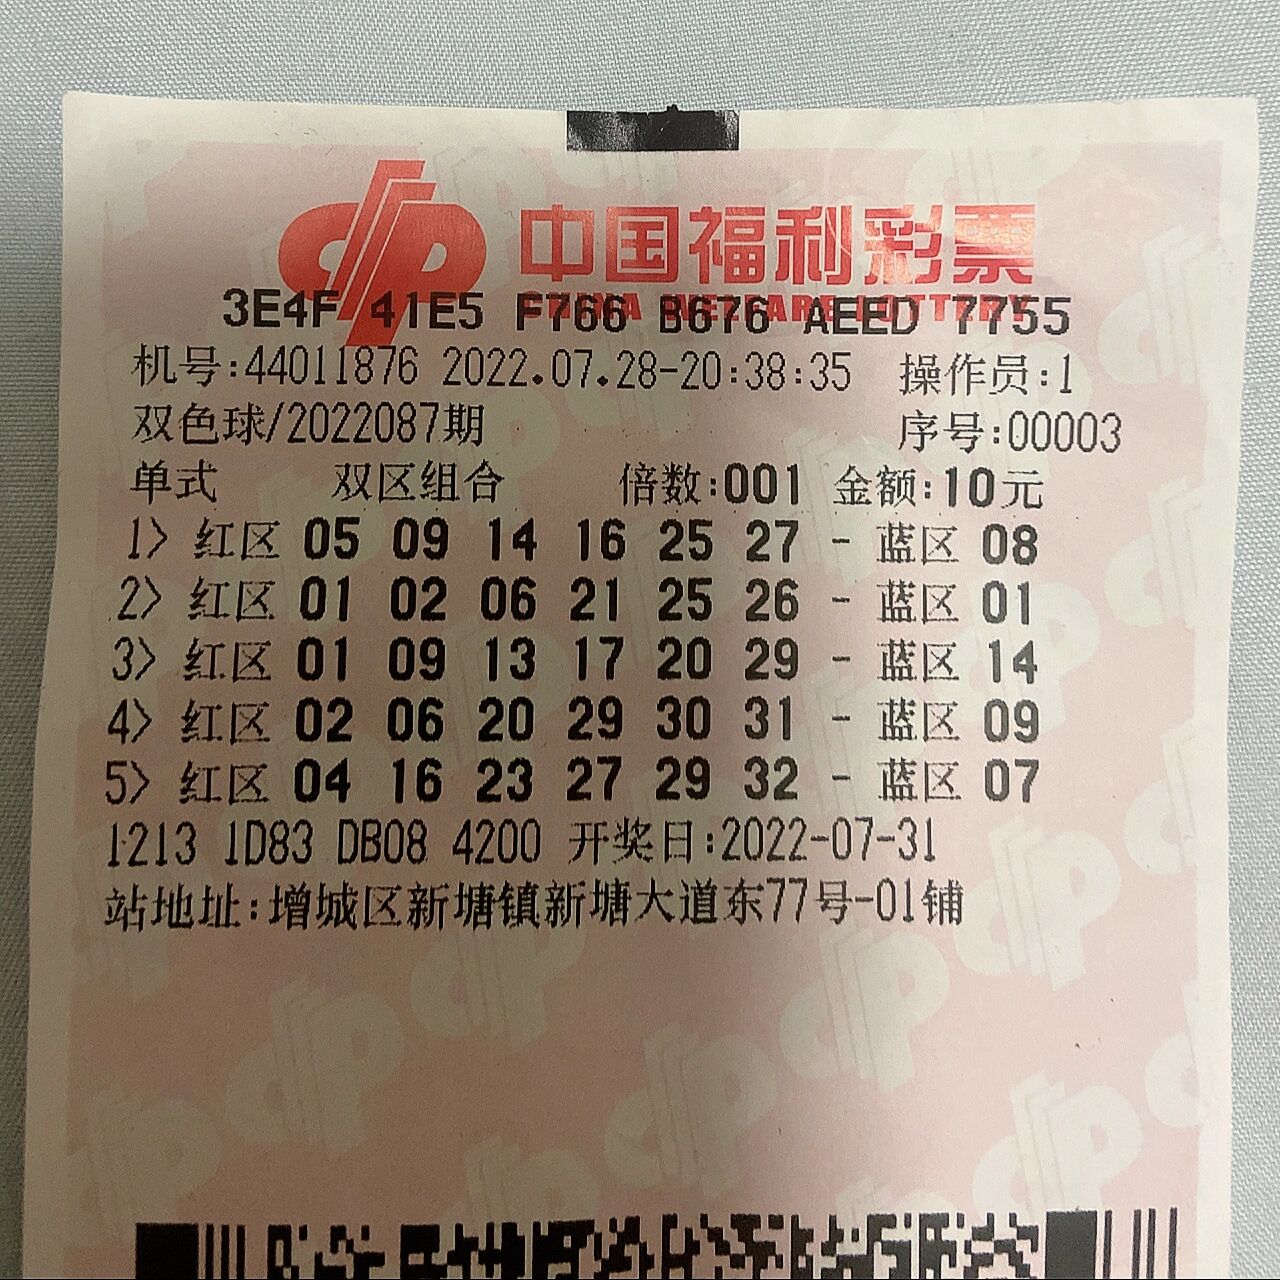 中国福利彩票
CHINA WELFARE LOTTERY
3E4F 41E5 F766 B676 AEED 7755
机号:44011876 2022.07.28-20:38:35 操作员:1
双色球/2022087期 序号:00003
单式 双区组合 倍数:001 金额:10元
1> 红区 05 09 14 16 25 27 - 蓝区 08
2> 红区 01 02 06 21 25 26 - 蓝区 01
3> 红区 01 09 13 17 20 29 - 蓝区 14
4> 红区 02 06 20 29 30 31 - 蓝区 09
5> 红区 04 16 23 27 29 32 - 蓝区 07
1213 1D83 DB08 4200 开奖日:2022-07-31
站地址:增城区新塘镇新塘大道东77号-01铺